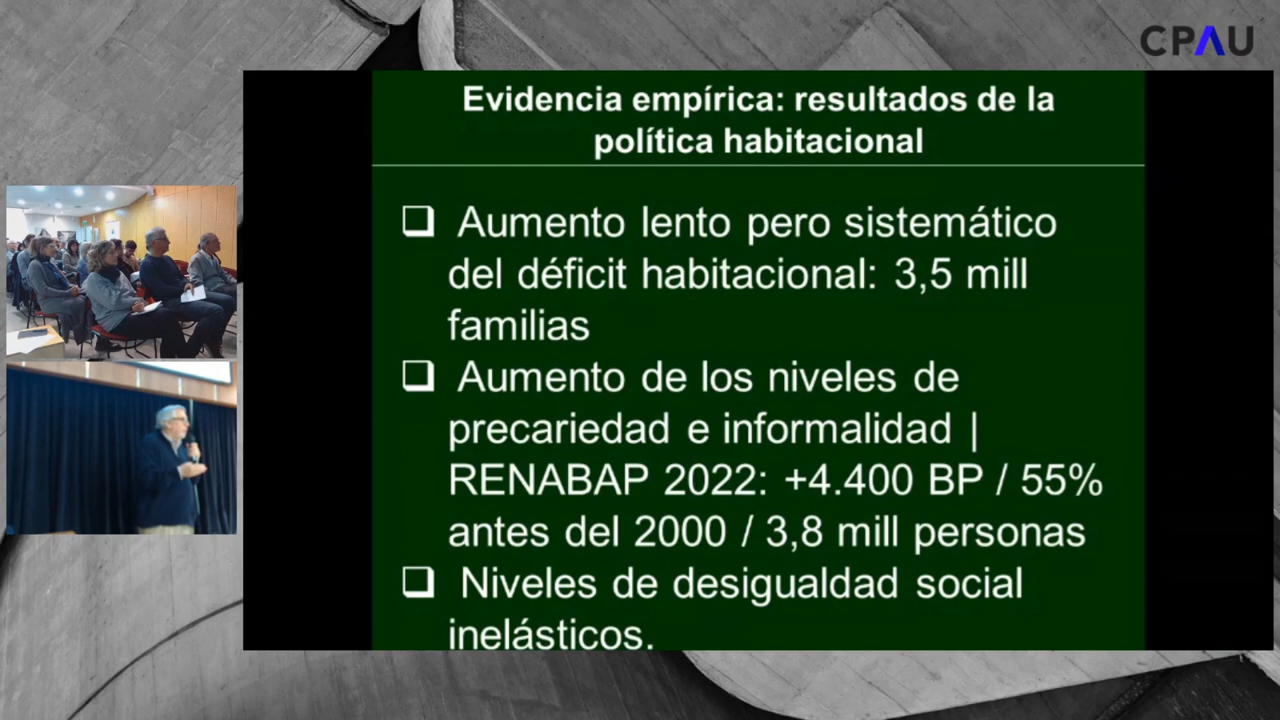 CPAU
Evidencia empírica: resultados de la
política habitacional
❑ Aumento lento pero sistemático
del déficit habitacional: 3,5 mill
familias
❑ Aumento de los niveles de
precariedad e informalidad |
RENABAP 2022: +4.400 BP / 55%
antes del 2000 / 3,8 mill personas
❑ Niveles de desigualdad social
inelásticos.